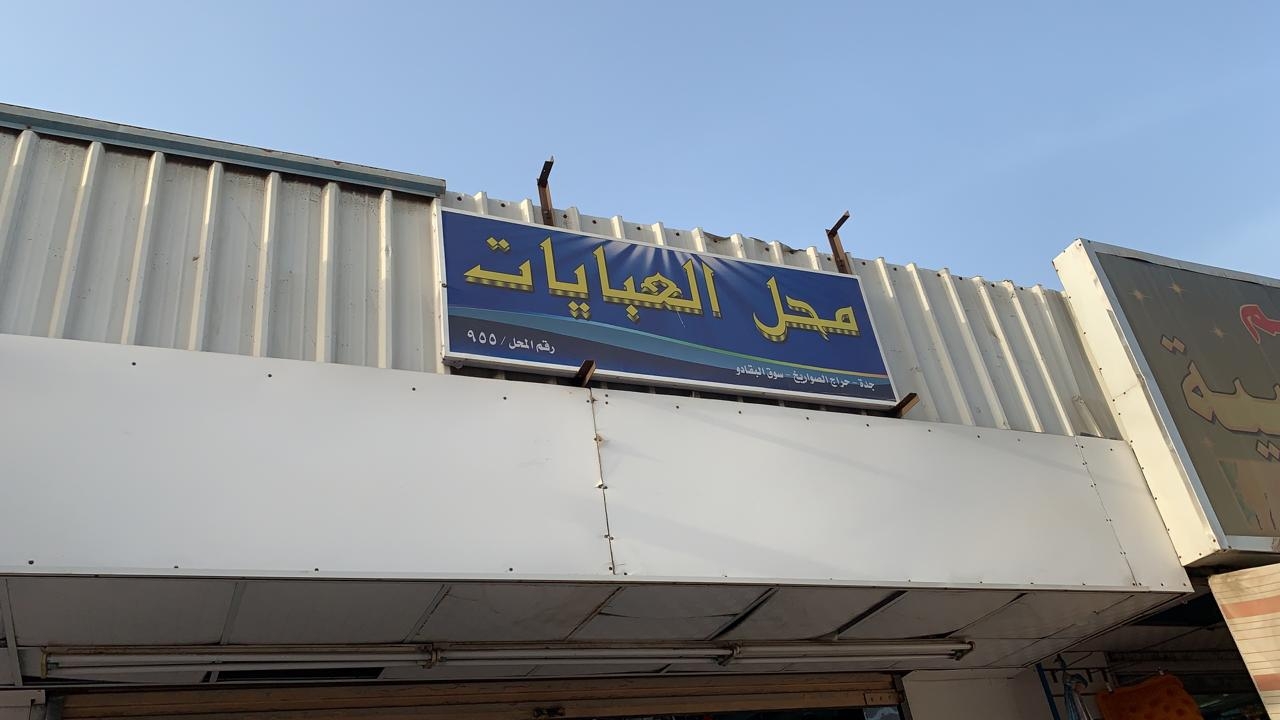 محل العبايات
جدة - حراج الصواريخ - سوق البقادو
رقم المحل / ٩٥٥